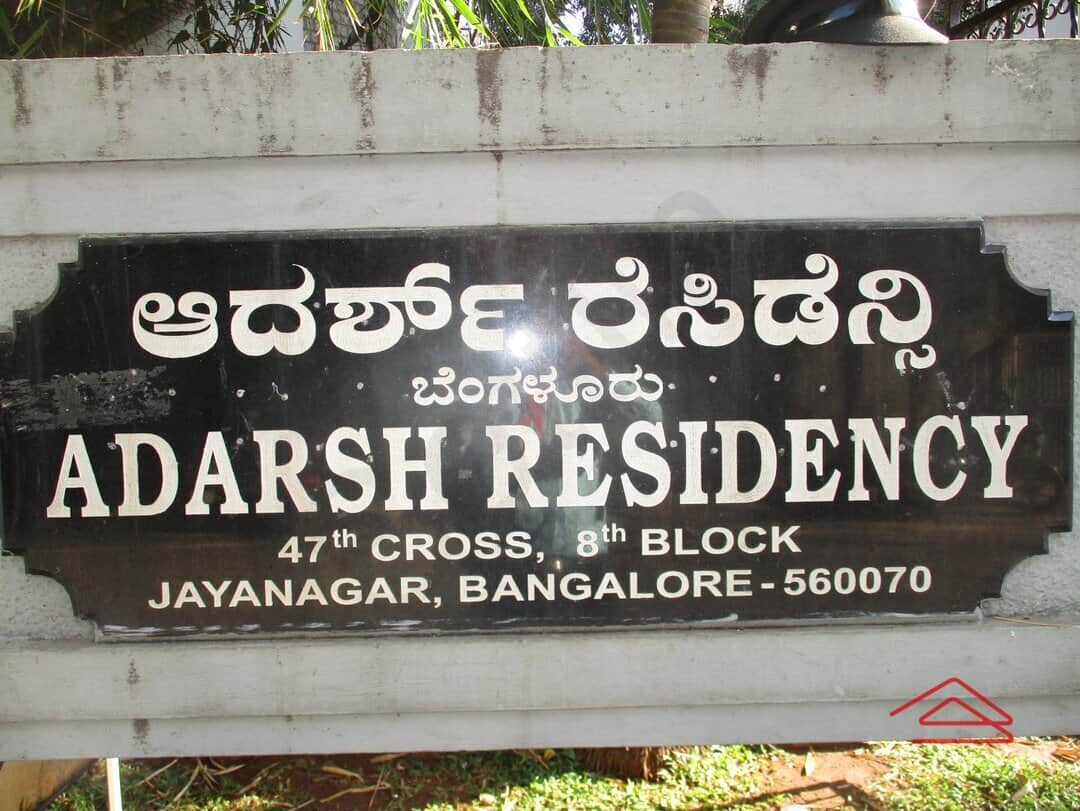 ಆದರ್ಶ್ ರೆಸಿಡೆನ್ಸಿ
ಬೆಂಗಳೂರು
ADARSH RESIDENCY
47th CROSS, 8th BLOCK
JAYANAGAR, BANGALORE - 560070